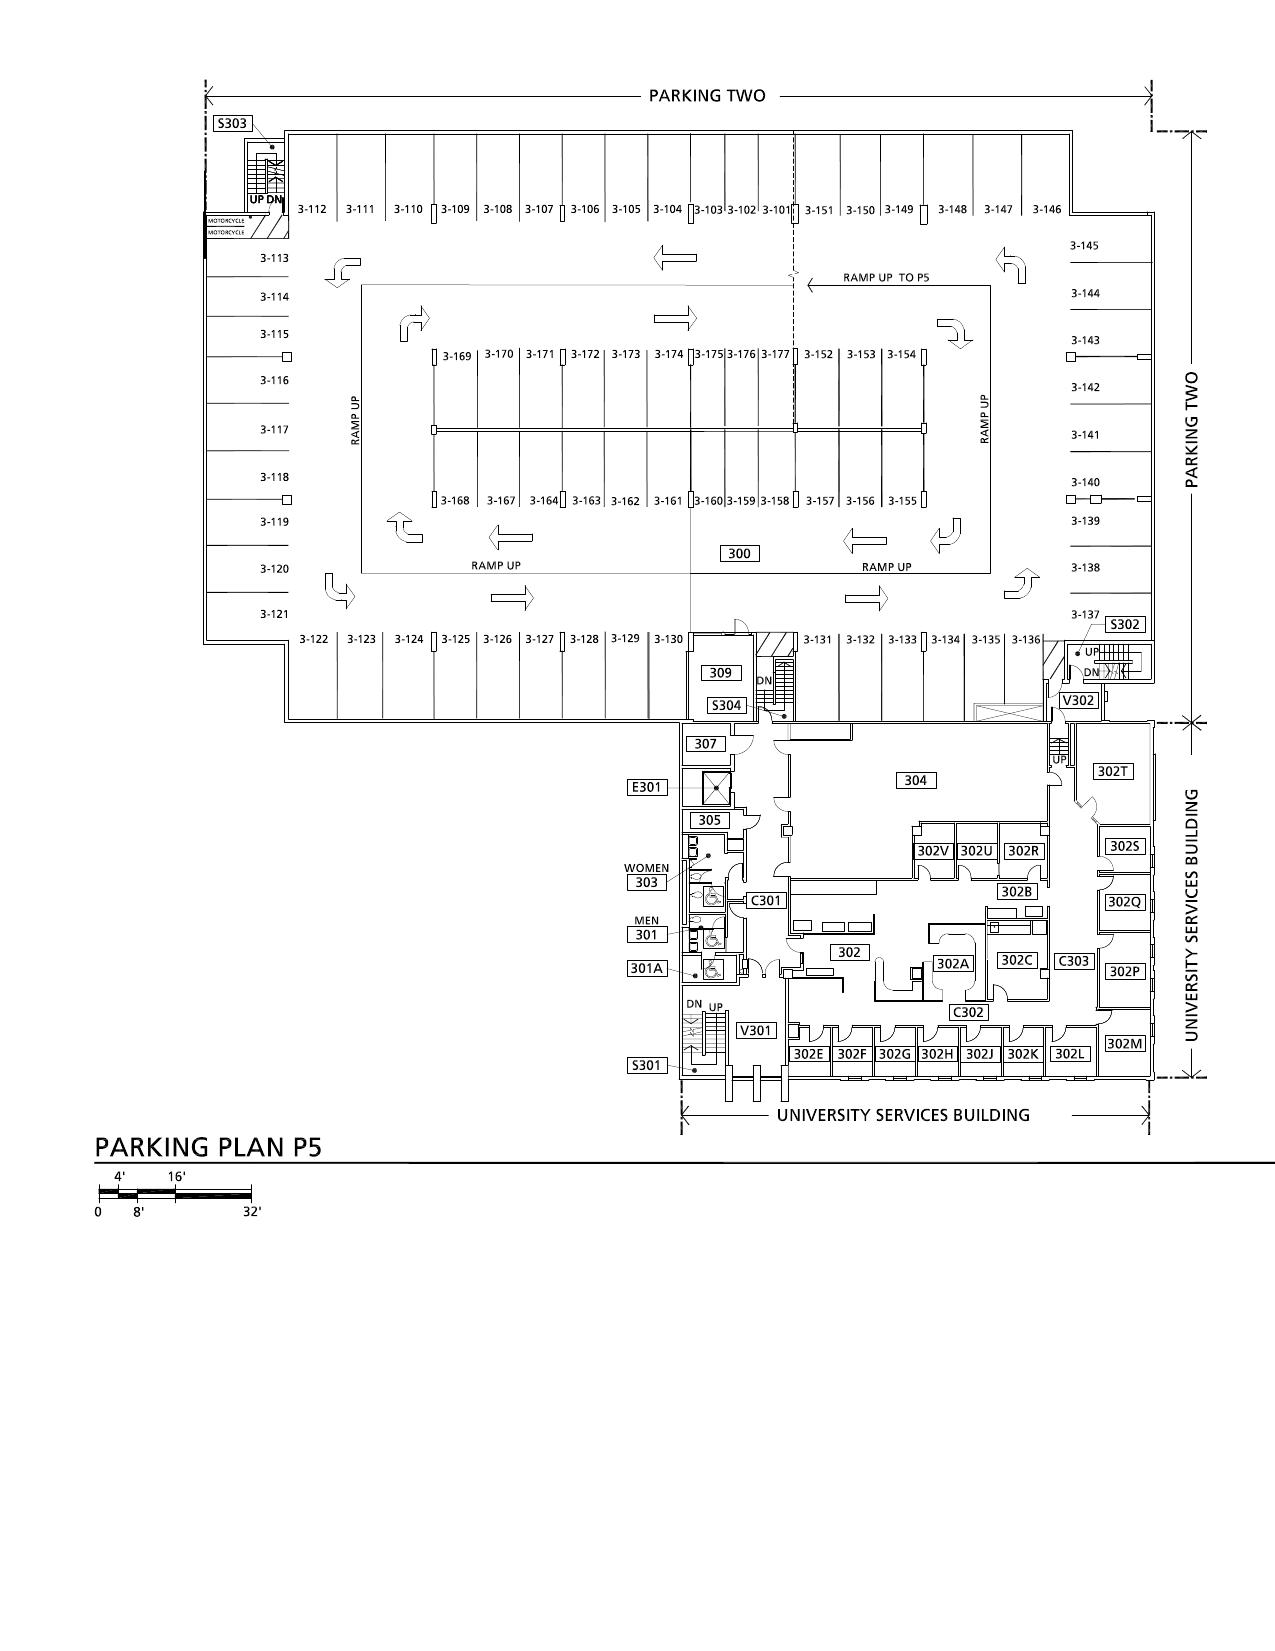 PARKING TWO
S303
UP DN
MOTORCYCLE
MOTORCYCLE
3-112 3-111 3-110 3-109 3-108 3-107 3-106 3-105 3-104 3-103 3-102 3-101 3-151 3-150 3-149 3-148 3-147 3-146
3-113
3-114
3-115
3-116
3-117
3-118
3-119
3-120
3-121
3-145
3-144
3-143
3-142
3-141
3-140
3-139
3-138
3-137
RAMP UP TO P5
RAMP UP
RAMP UP
3-169 3-170 3-171 3-172 3-173 3-174 3-175 3-176 3-177 3-152 3-153 3-154
3-168 3-167 3-164 3-163 3-162 3-161 3-160 3-159 3-158 3-157 3-156 3-155
300
RAMP UP
RAMP UP
PARKING TWO
S302
3-122 3-123 3-124 3-125 3-126 3-127 3-128 3-129 3-130 3-131 3-132 3-133 3-134 3-135 3-136
UP
DN
309
DN
S304
V302
307
UP
302T
304
E301
305
302V 302U 302R
302S
WOMEN
303
302B
C301
302Q
MEN
301
302
302A
302C
C303
302P
301A
DN UP
C302
V301
302E 302F 302G 302H 302J 302K 302L
302M
S301
UNIVERSITY SERVICES BUILDING
UNIVERSITY SERVICES BUILDING
PARKING PLAN P5
4' 16'
0 8' 32'